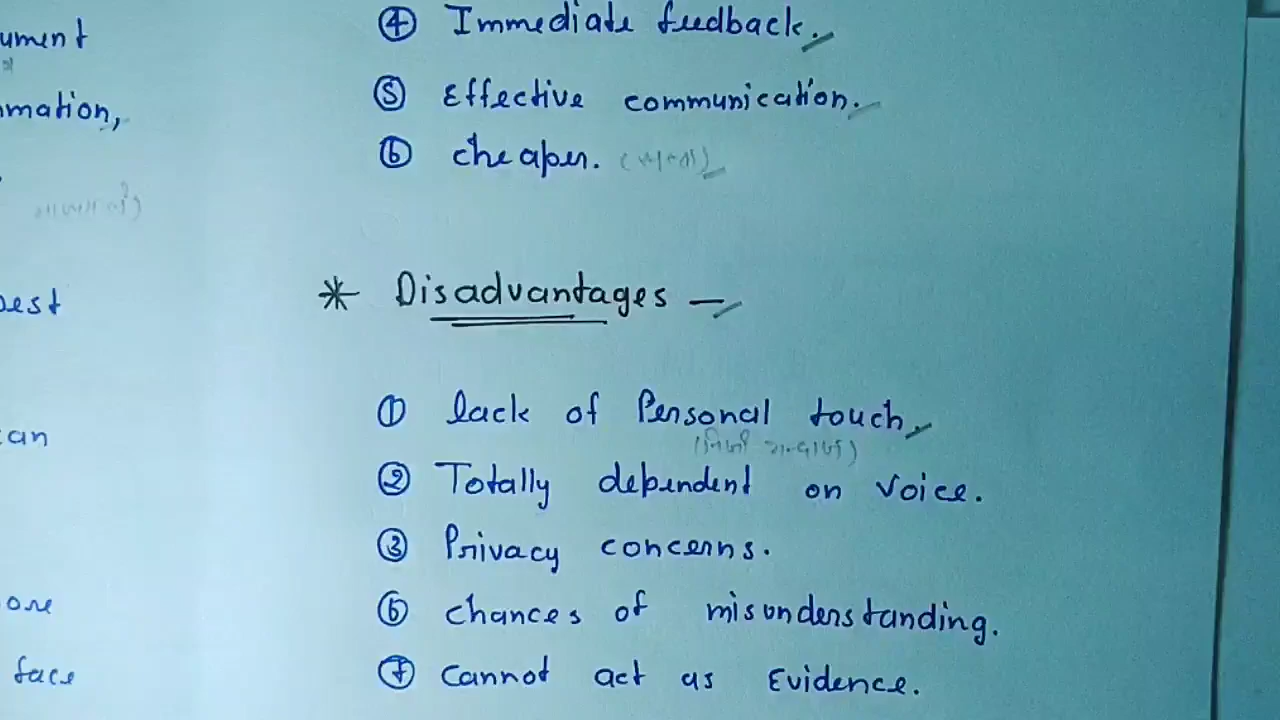 ument
mation,
est
can
ore
face
④ Immediate feedback.
⑤ Effective communication.
⑥ cheaper.
* Disadvantages —
① lack of Personal touch
② Totally dependent on voice.
③ Privacy concerns.
⑥ chances of misunderstanding.
⑦ cannot act as Evidence.